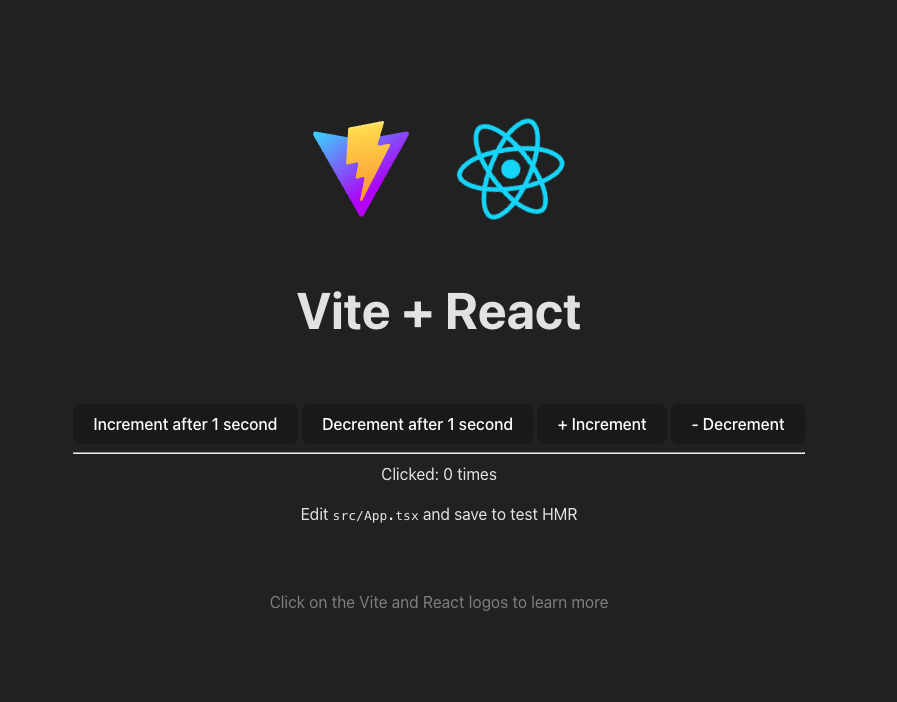 Vite + React
Increment after 1 second Decrement after 1 second + Increment - Decrement
Clicked: 0 times
Edit src/App.tsx and save to test HMR
Click on the Vite and React logos to learn more